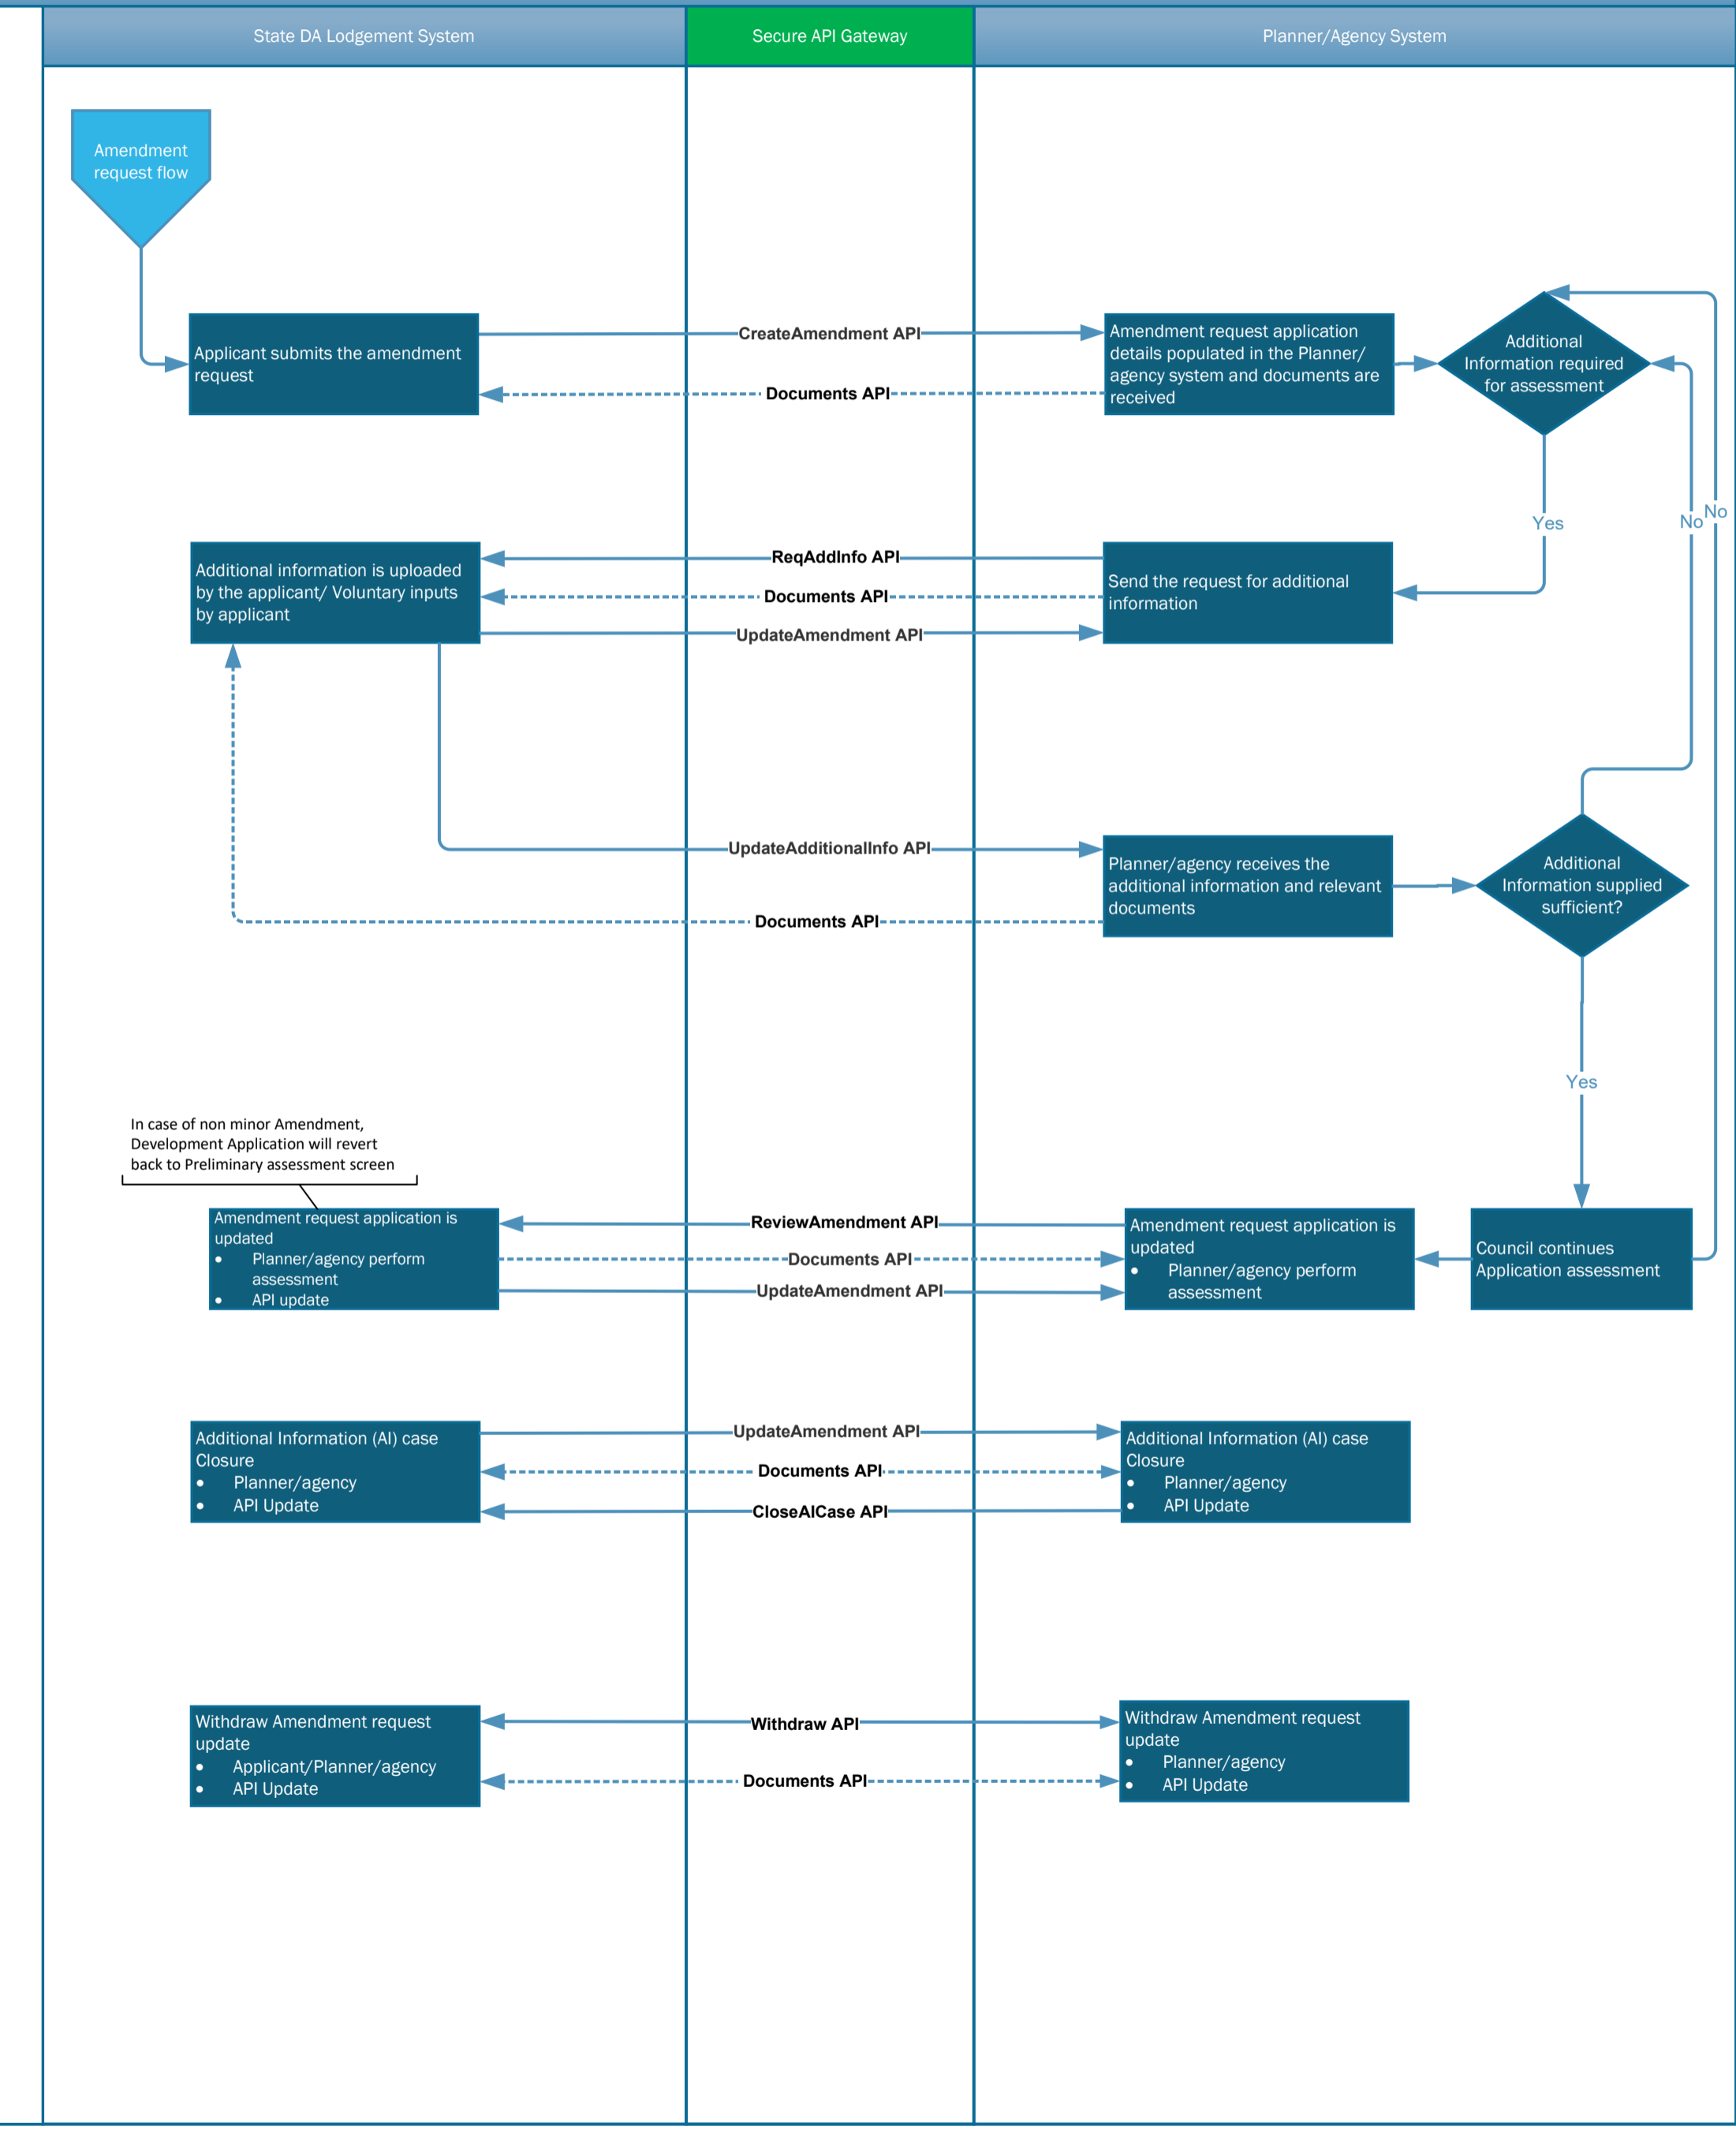 State DA Lodgement System
Secure API Gateway
Planner/Agency System
Amendment
request flow
Applicant submits the amendment
request
CreateAmendment API
Documents API
Amendment request application
details populated in the Planner/
agency system and documents are
received
Additional
Information required
for assessment
Yes
No
No
Additional information is uploaded
by the applicant/ Voluntary inputs
by applicant
ReqAddInfo API
Documents API
UpdateAmendment API
Send the request for additional
information
UpdateAdditionalInfo API
Documents API
Planner/agency receives the
additional information and relevant
documents
Additional
Information supplied
sufficient?
Yes
In case of non minor Amendment,
Development Application will revert
back to Preliminary assessment screen
Amendment request application is
updated
• Planner/agency perform
assessment
• API update
ReviewAmendment API
Documents API
UpdateAmendment API
Amendment request application is
updated
• Planner/agency perform
assessment
Council continues
Application assessment
Additional Information (AI) case
Closure
• Planner/agency
• API Update
UpdateAmendment API
Documents API
CloseAICase API
Additional Information (AI) case
Closure
• Planner/agency
• API Update
Withdraw Amendment request
update
• Applicant/Planner/agency
• API Update
Withdraw API
Documents API
Withdraw Amendment request
update
• Planner/agency
• API Update